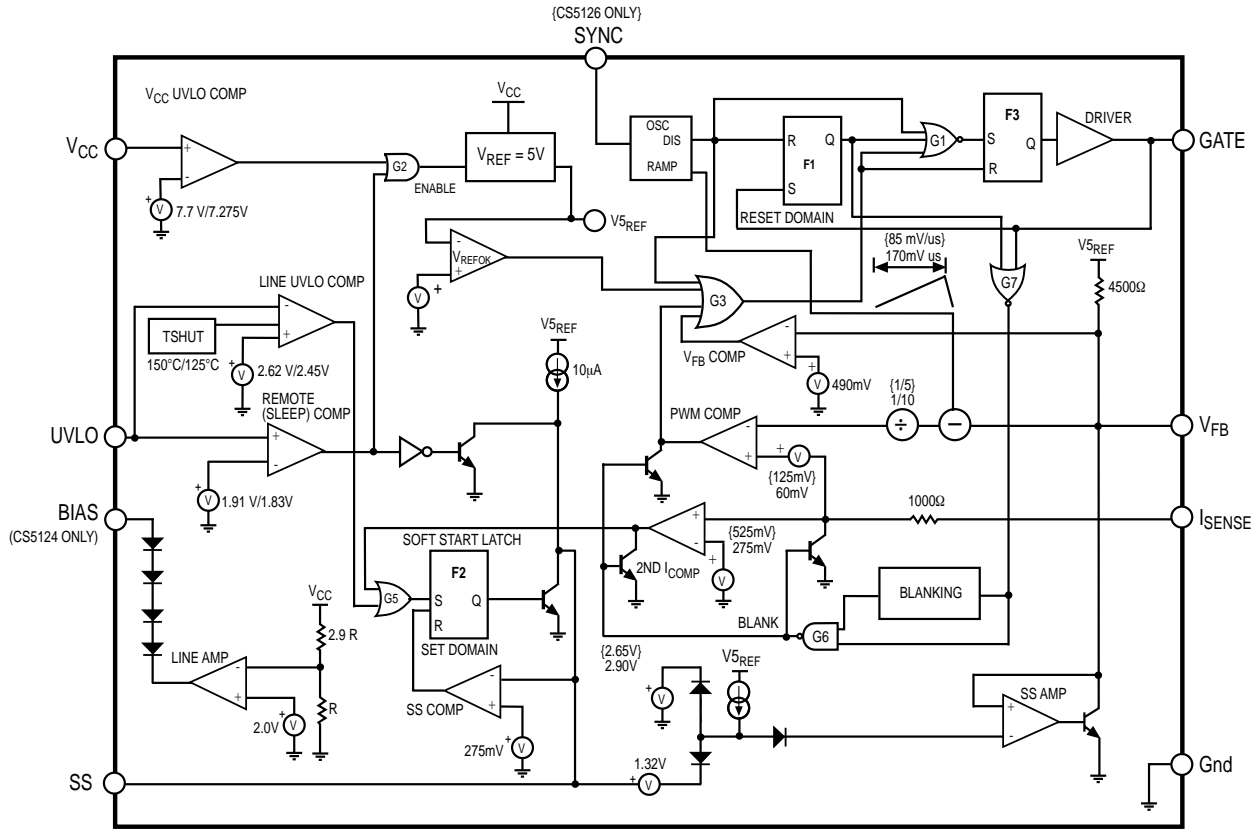 {CS5126 ONLY}
SYNC
VCC UVLO COMP
VCC
VCC
+
-
+
V
7.7 V/7.275V
G2
ENABLE
VREF = 5V
V5REF
-
VREFOK
+
+
V
OSC
DIS
RAMP
R
Q
F1
S
RESET DOMAIN
G1
F3
S
Q
R
DRIVER
GATE
{85 mV/us}
170mV us
G7
V5REF
4500Ω
G3
-
+
VFB COMP
+
V
490mV
LINE UVLO COMP
-
+
TSHUT
150°C/125°C
+
V
2.62 V/2.45V
REMOTE
(SLEEP) COMP
UVLO
+
-
+
V
1.91 V/1.83V
V5REF
10µA
PWM COMP
-
+
+
V
{125mV)
60mV
{1/5}
1/10
÷
−
VFB
1000Ω
ISENSE
BIAS
(CS5124 ONLY)
SOFT START LATCH
F2
G5
S
Q
R
SET DOMAIN
2ND ICOMP
+
-
{525mV)
275mV
+
V
BLANKING
BLANK
G6
VCC
2.9 R
R
LINE AMP
-
+
+
V
2.0V
SS COMP
-
+
+
V
275mV
{2.65V}
2.90V
+
V
V5REF
SS AMP
+
-
1.32V
+
V
SS
Gnd